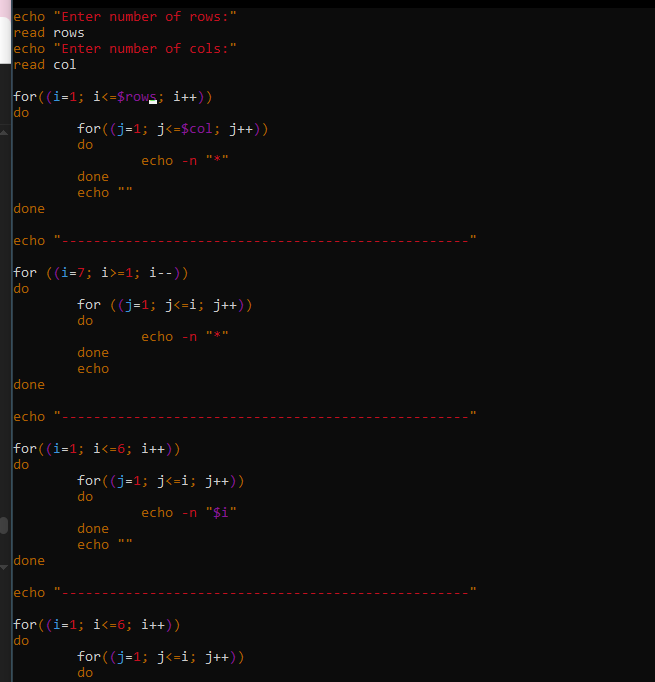 echo "Enter number of rows:"
read rows
echo "Enter number of cols:"
read col

for((i=1; i<=$rows; i++))
do
        for((j=1; j<=$col; j++))
        do
                echo -n "*"
        done
        echo ""
done

echo "---------------------------------------------------"

for ((i=7; i>=1; i--))
do
        for ((j=1; j<=i; j++))
        do
                echo -n "*"
        done
        echo
done

echo "---------------------------------------------------"

for((i=1; i<=6; i++))
do
        for((j=1; j<=i; j++))
        do
                echo -n "$i"
        done
        echo ""
done

echo "---------------------------------------------------"

for((i=1; i<=6; i++))
do
        for((j=1; j<=i; j++))
        do